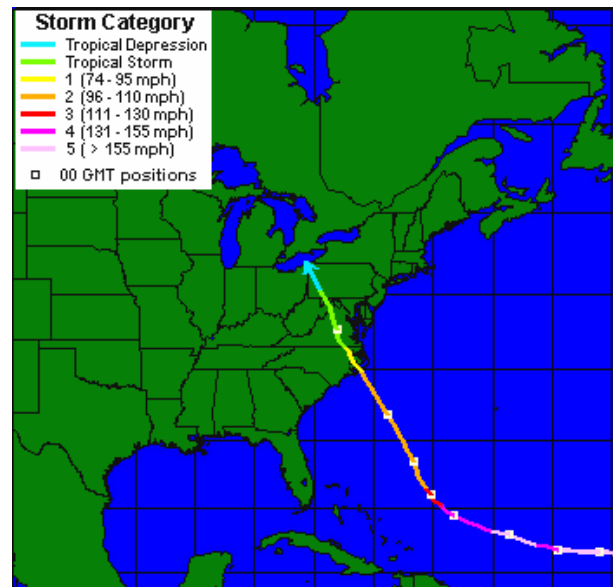 Storm Category
Tropical Depression
Tropical Storm
1 (74 - 95 mph)
2 (96 - 110 mph)
3 (111 - 130 mph)
4 (131 - 155 mph)
5 ( > 155 mph)
00 GMT positions